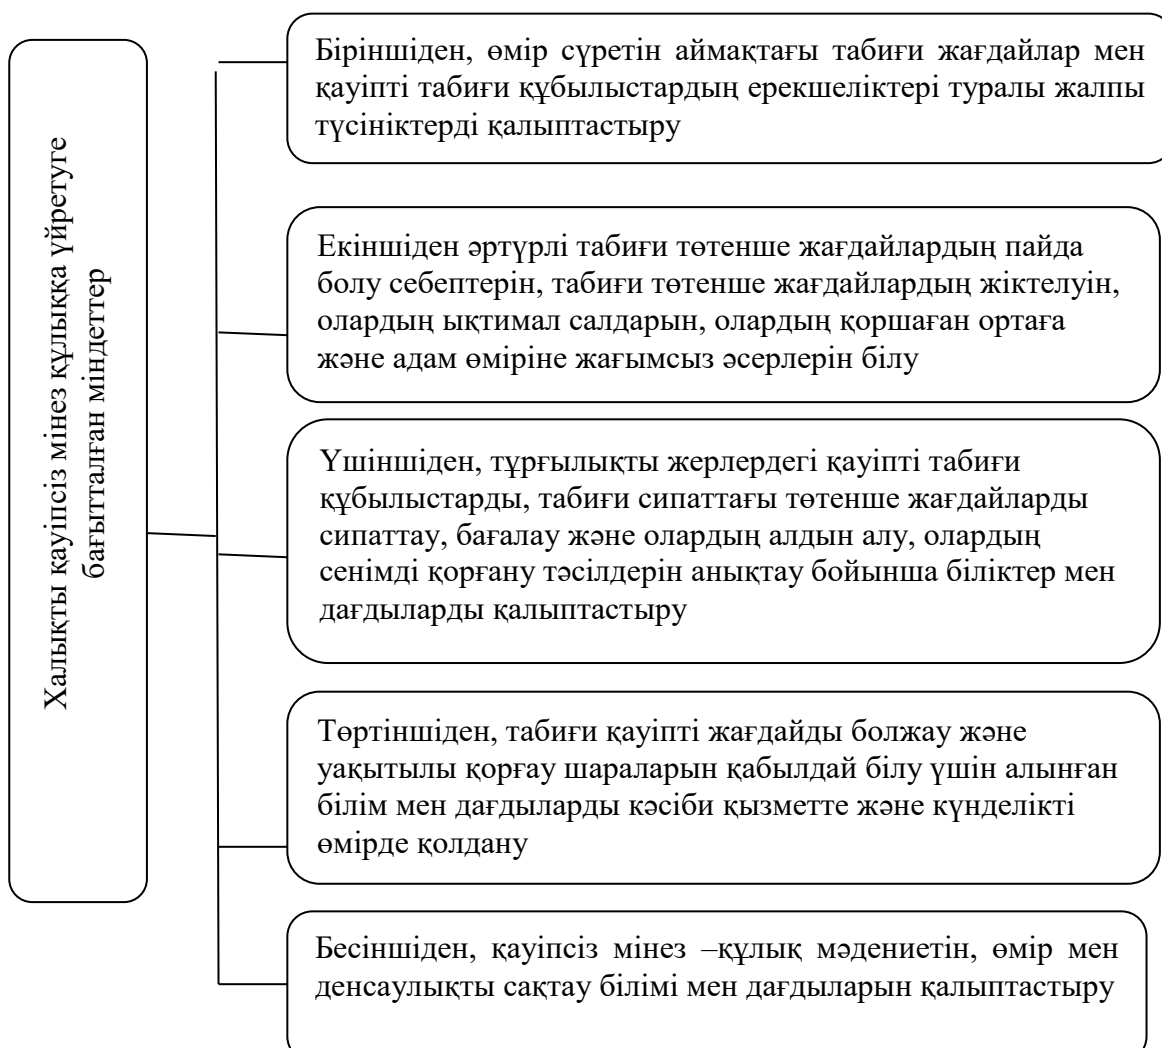 Халықты қауіпсіз мінез құлыққа үйретуге
бағытталған міндеттер
Біріншіден, өмір сүретін аймақтағы табиғи жағдайлар мен
қауіпті табиғи құбылыстардың ерекшеліктері туралы жалпы
түсініктерді қалыптастыру
Екіншіден әртүрлі табиғи төтенше жағдайлардың пайда
болу себептерін, табиғи төтенше жағдайлардың жіктелуін,
олардың ықтимал салдарын, олардың қоршаған ортаға
және адам өміріне жағымсыз әсерлерін білу
Үшіншіден, тұрғылықты жерлердегі қауіпті табиғи
құбылыстарды, табиғи сипаттағы төтенше жағдайларды
сипаттау, бағалау және олардың алдын алу, олардың
сенімді қорғану тәсілдерін анықтау бойынша біліктер мен
дағдыларды қалыптастыру
Төртіншіден, табиғи қауіпті жағдайды болжау және
уақытылы қорғау шараларын қабылдай білу үшін алынған
білім мен дағдыларды кәсіби қызметте және күнделікті
өмірде қолдану
Бесіншіден, қауіпсіз мінез –құлық мәдениетін, өмір мен
денсаулықты сақтау білімі мен дағдыларын қалыптастыру